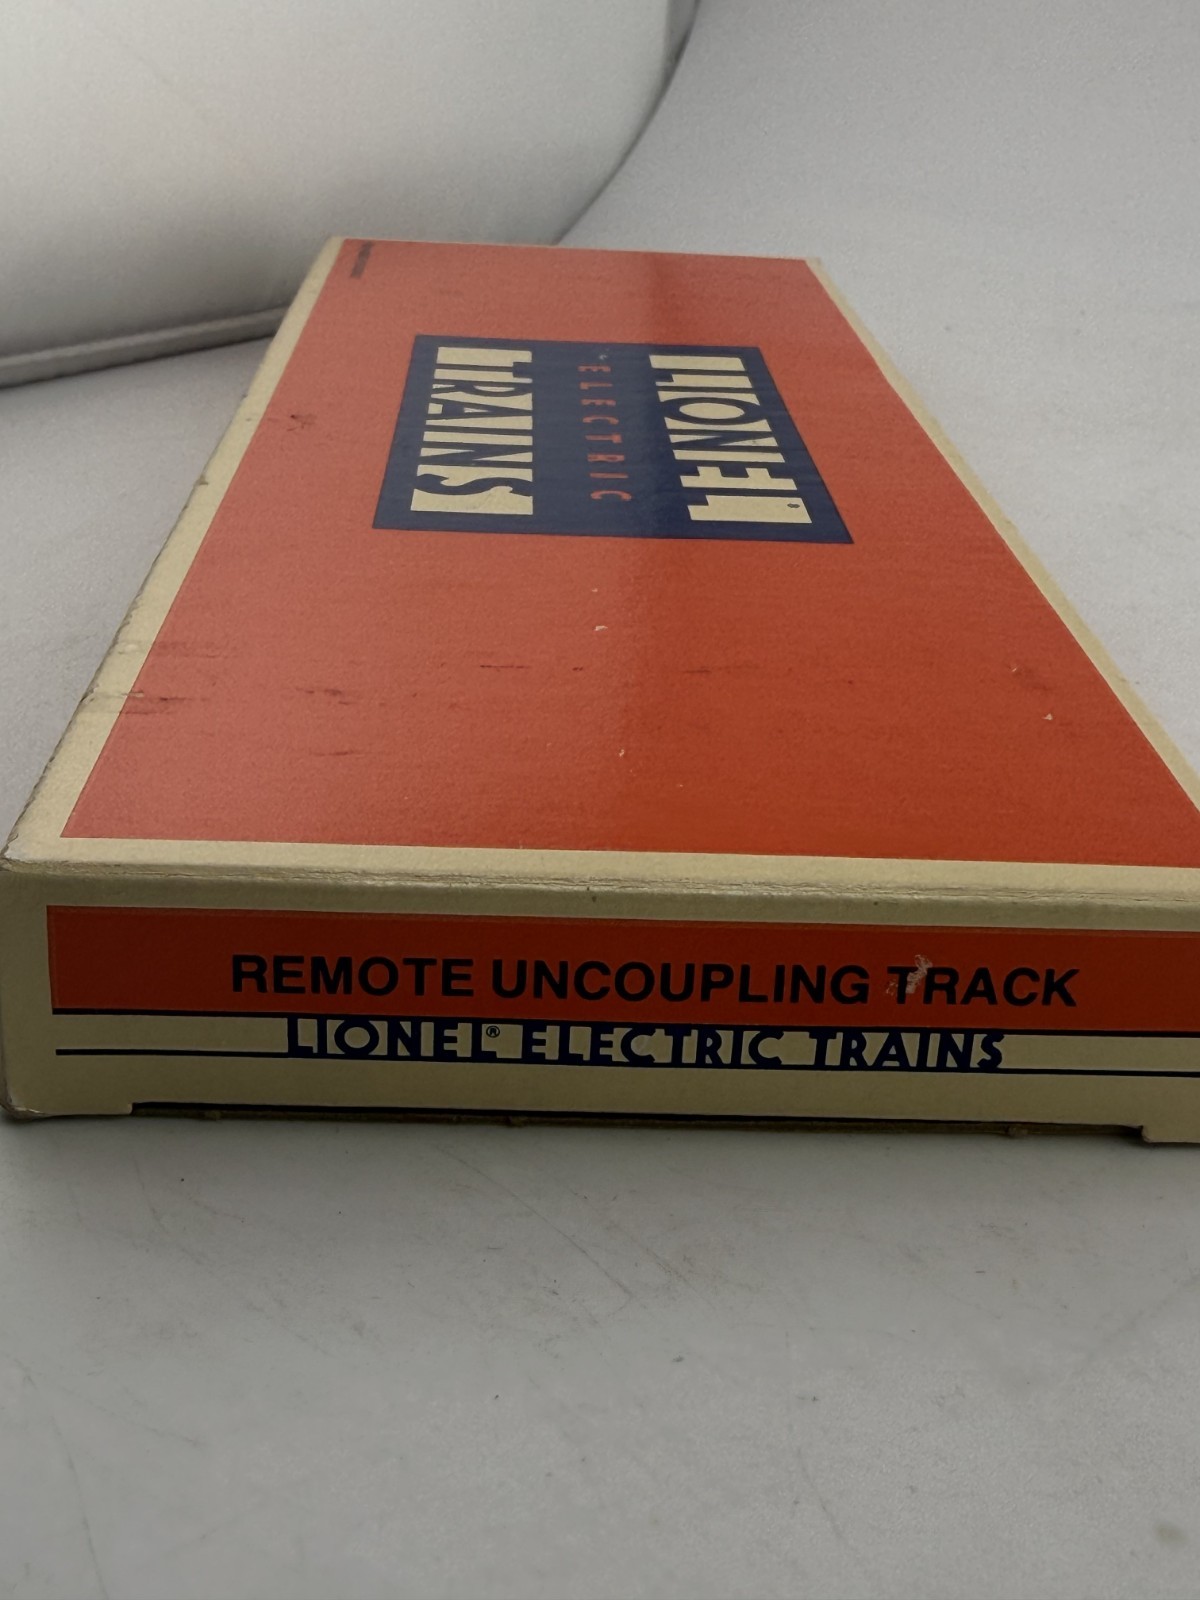 LIONEL®
ELECTRIC
TRAINS
REMOTE UNCOUPLING TRACK
LIONEL® ELECTRIC TRAINS